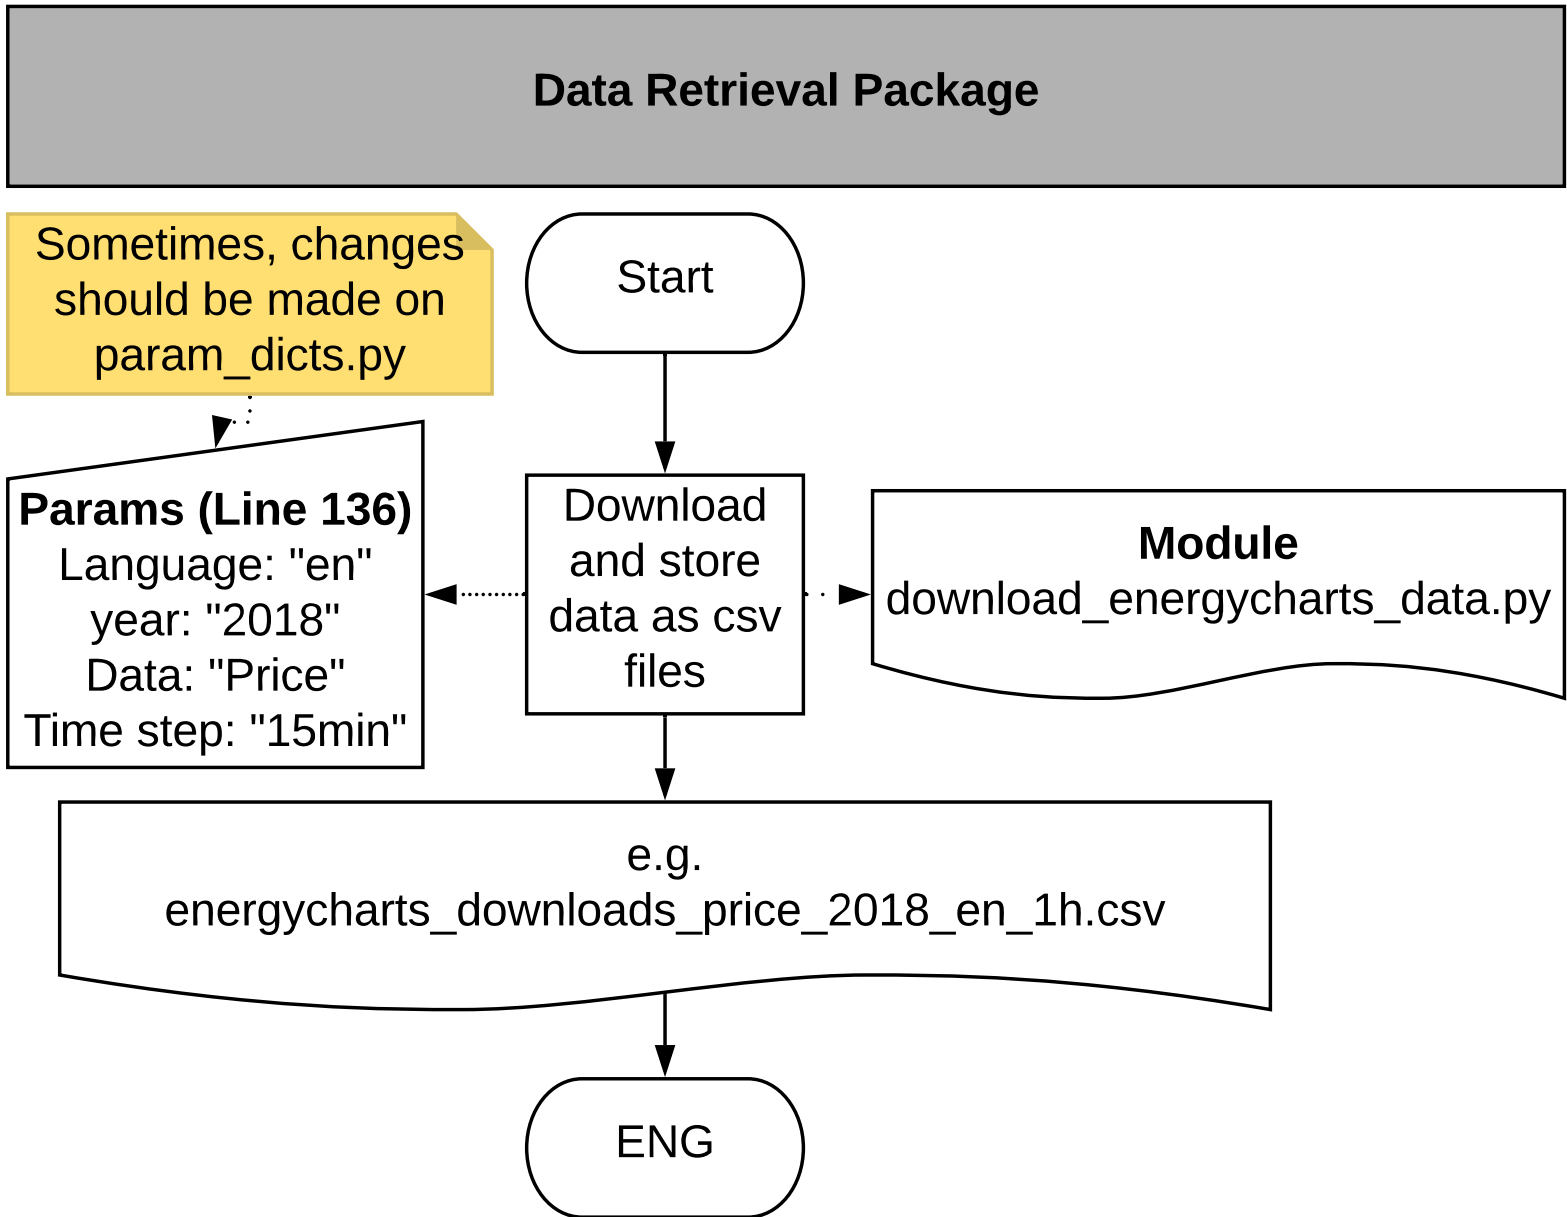 Data Retrieval Package
Sometimes, changes
should be made on
param_dicts.py
Start
Params (Line 136)
Language: "en"
year: "2018"
Data: "Price"
Time step: "15min"
Download
and store
data as csv
files
Module
download_energycharts_data.py
e.g.
energycharts_downloads_price_2018_en_1h.csv
ENG